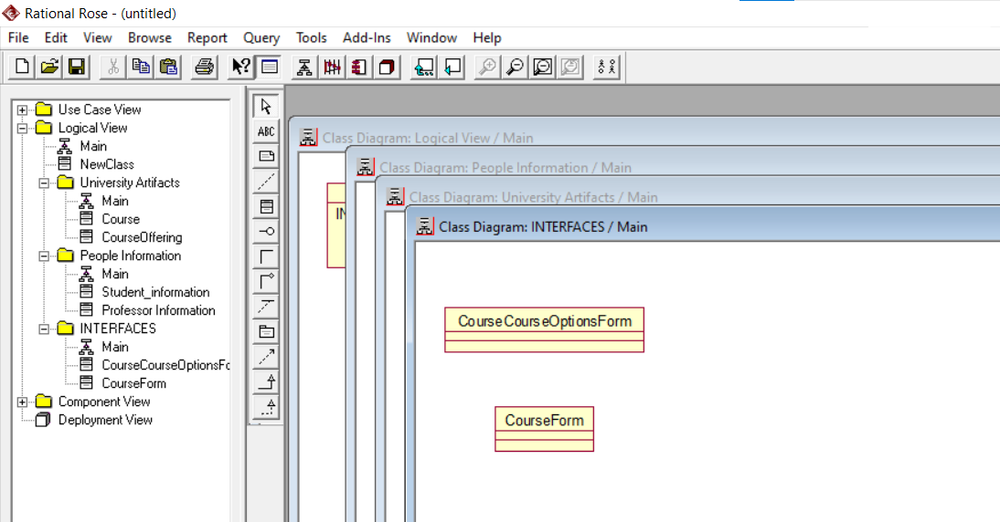 Rational Rose - (untitled)
File Edit View Browse Report Query Tools Add-Ins Window Help
Use Case View
Logical View
Main
NewClass
University Artifacts
Main
Course
CourseOffering
People Information
Main
Student_information
Professor Information
INTERFACES
Main
CourseCourseOptionsFo
CourseForm
Component View
Deployment View
ABC
Class Diagram: Logical View / Main
IN
Class Diagram: People Information / Main
Class Diagram: University Artifacts / Main
Class Diagram: INTERFACES / Main
CourseCourseOptionsForm
CourseForm